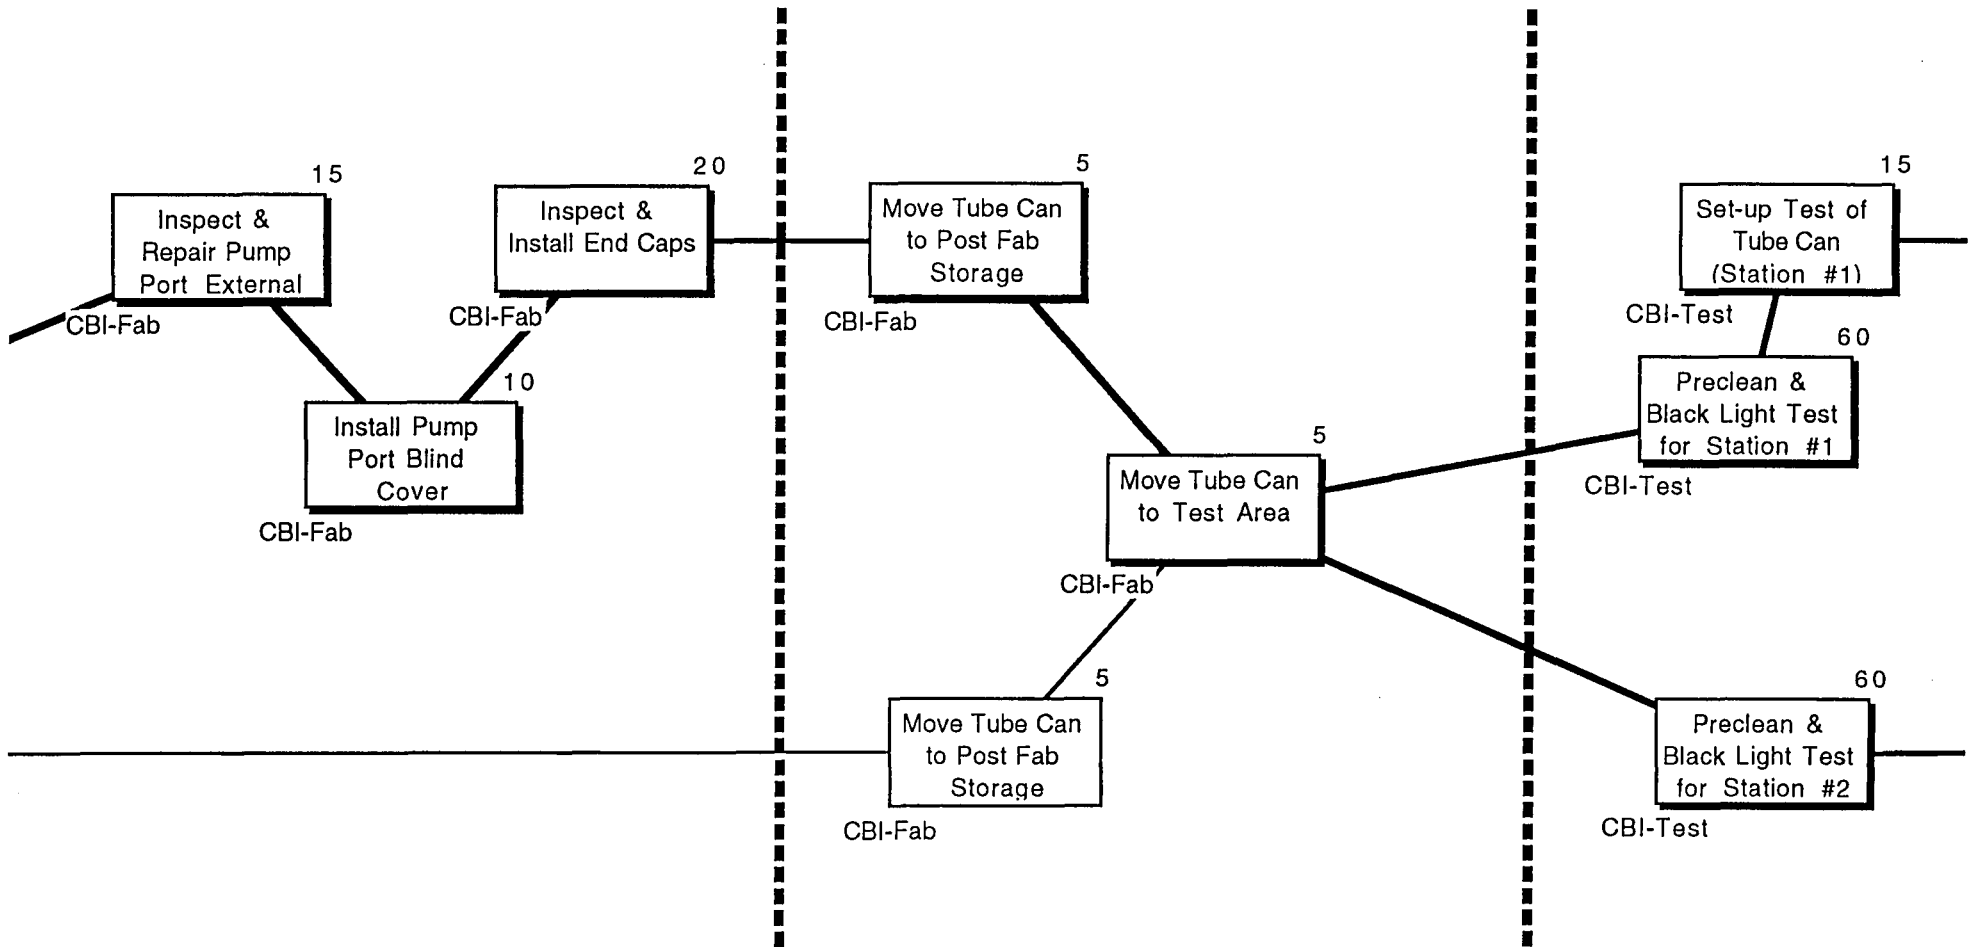 15
Inspect &
Repair Pump
Port External
CBI-Fab
10
Install Pump
Port Blind
Cover
CBI-Fab
20
Inspect &
Install End Caps
CBI-Fab
5
Move Tube Can
to Post Fab
Storage
CBI-Fab
5
Move Tube Can
to Test Area
CBI-Fab
5
Move Tube Can
to Post Fab
Storage
CBI-Fab
15
Set-up Test of
Tube Can
(Station #1)
CBI-Test
60
Preclean &
Black Light Test
for Station #1
CBI-Test
60
Preclean &
Black Light Test
for Station #2
CBI-Test